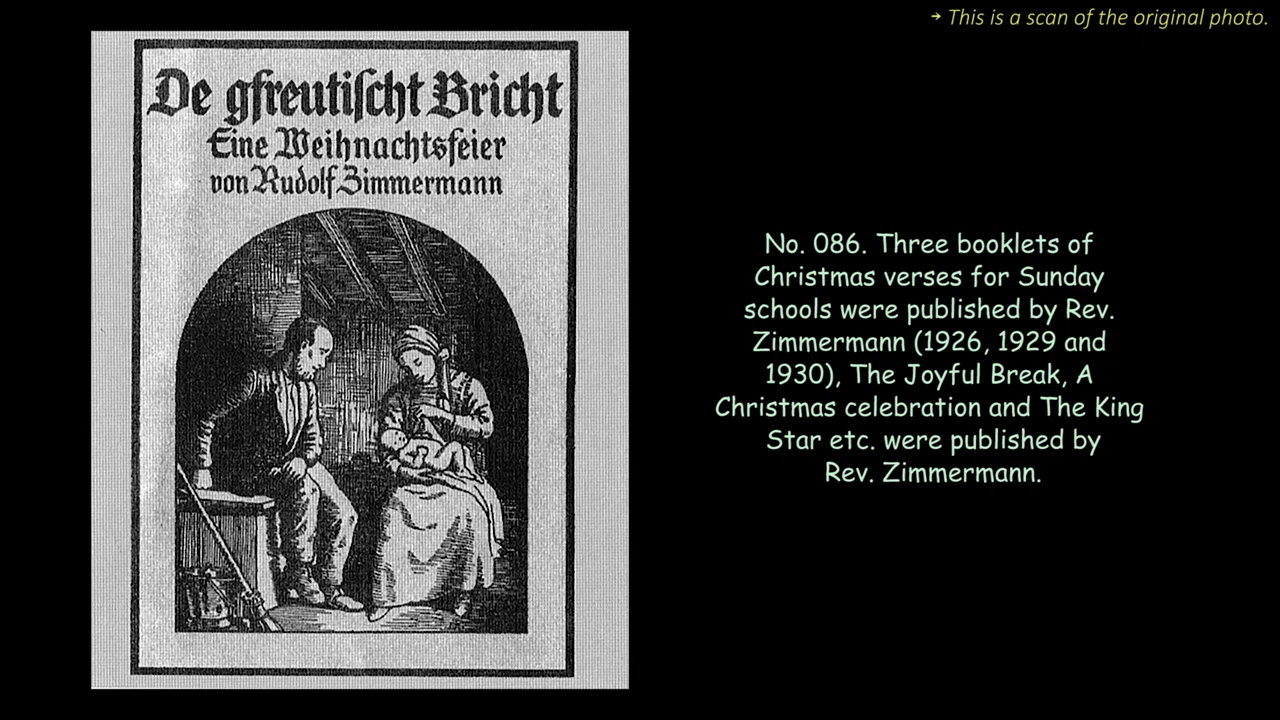 → This is a scan of the original photo.
De gfreutischt Bricht
Eine Weihnachtsfeier
von Rudolf Zimmermann
No. 086. Three booklets of
Christmas verses for Sunday
schools were published by Rev.
Zimmermann (1926, 1929 and
1930), The Joyful Break, A
Christmas celebration and The King
Star etc. were published by
Rev. Zimmermann.